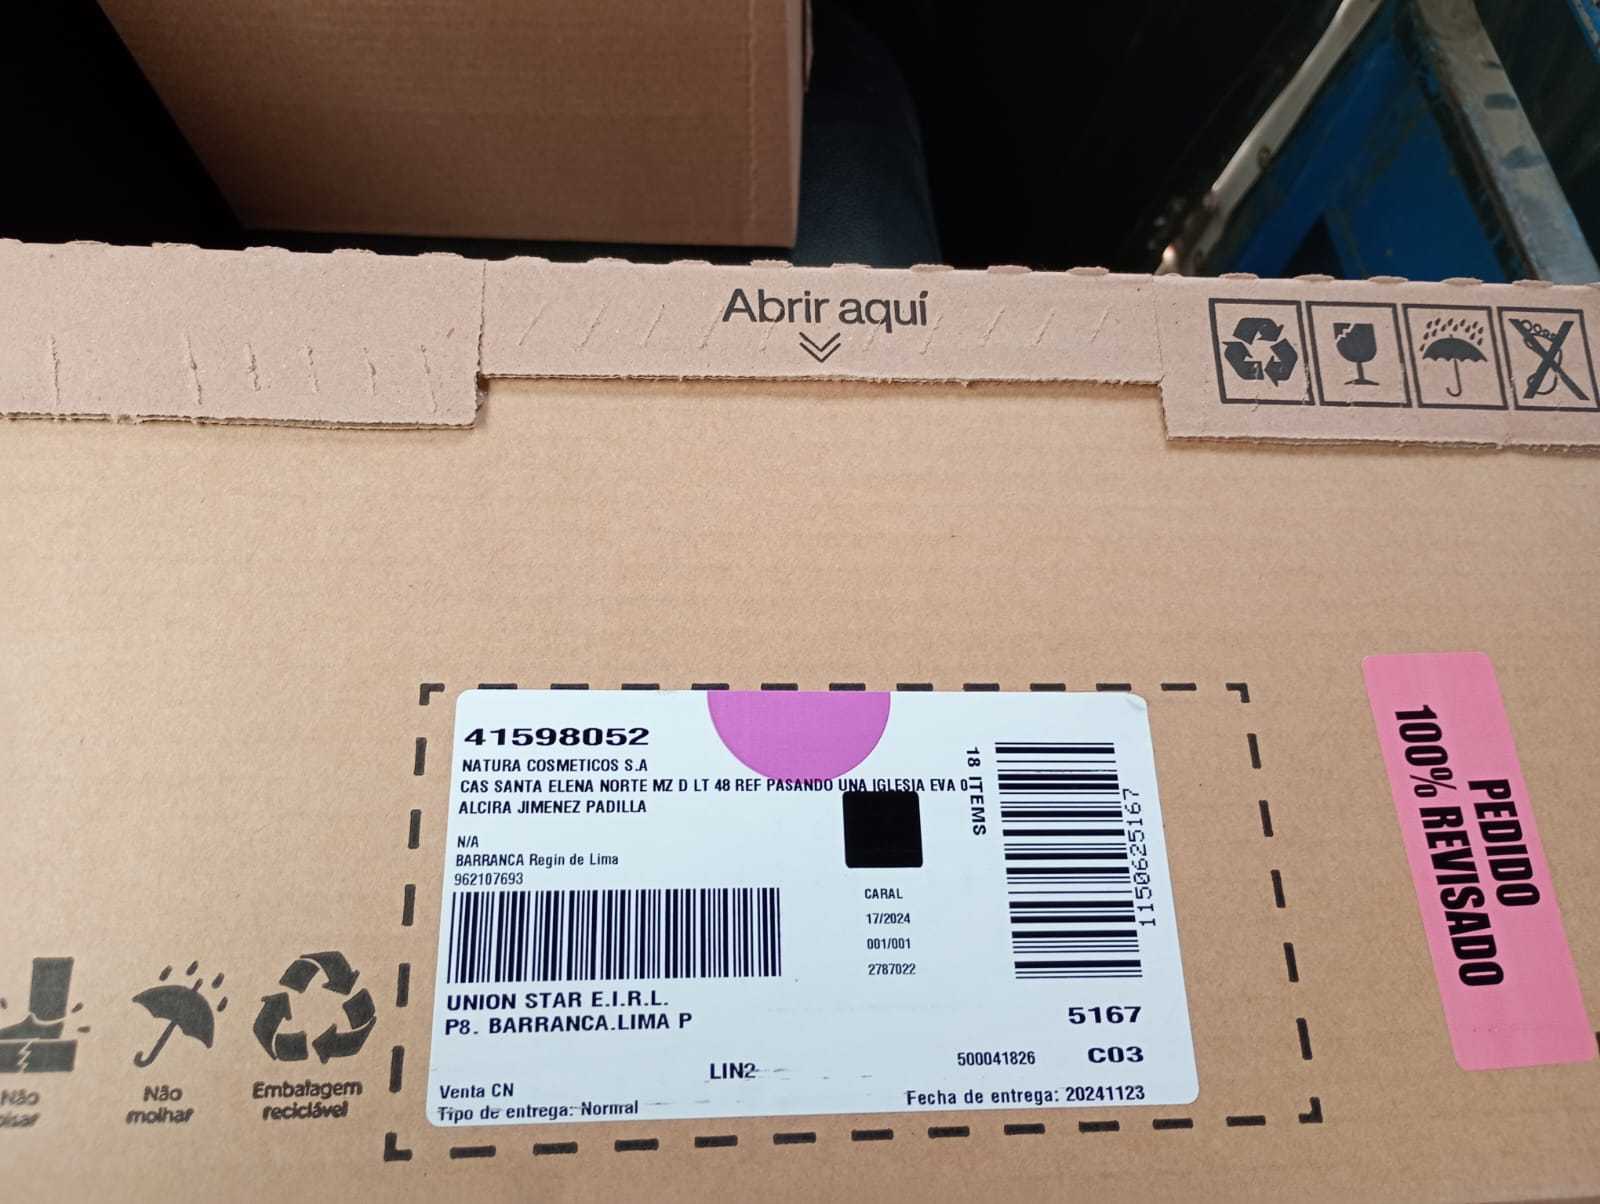 Abrir aquí
41598052
NATURA COSMETICOS S.A
CAS SANTA ELENA NORTE MZ D LT 48 REF PASANDO UNA IGLESIA EVA 0
ALCIRA JIMENEZ PADILLA
N/A
BARRANCA Regin de Lima
962107693
UNION STAR E.I.R.L.
P8. BARRANCA.LIMA P
LIN2
Venta CN
Tipo de entrega: Normal
CARAL
17/2024
001/001
2787022
18 ITEMS
1150625167
5167
500041826
C03
Fecha de entrega: 20241123
PEDIDO
100% REVISADO
Não
Não
molhar
Embalagem
reciclável